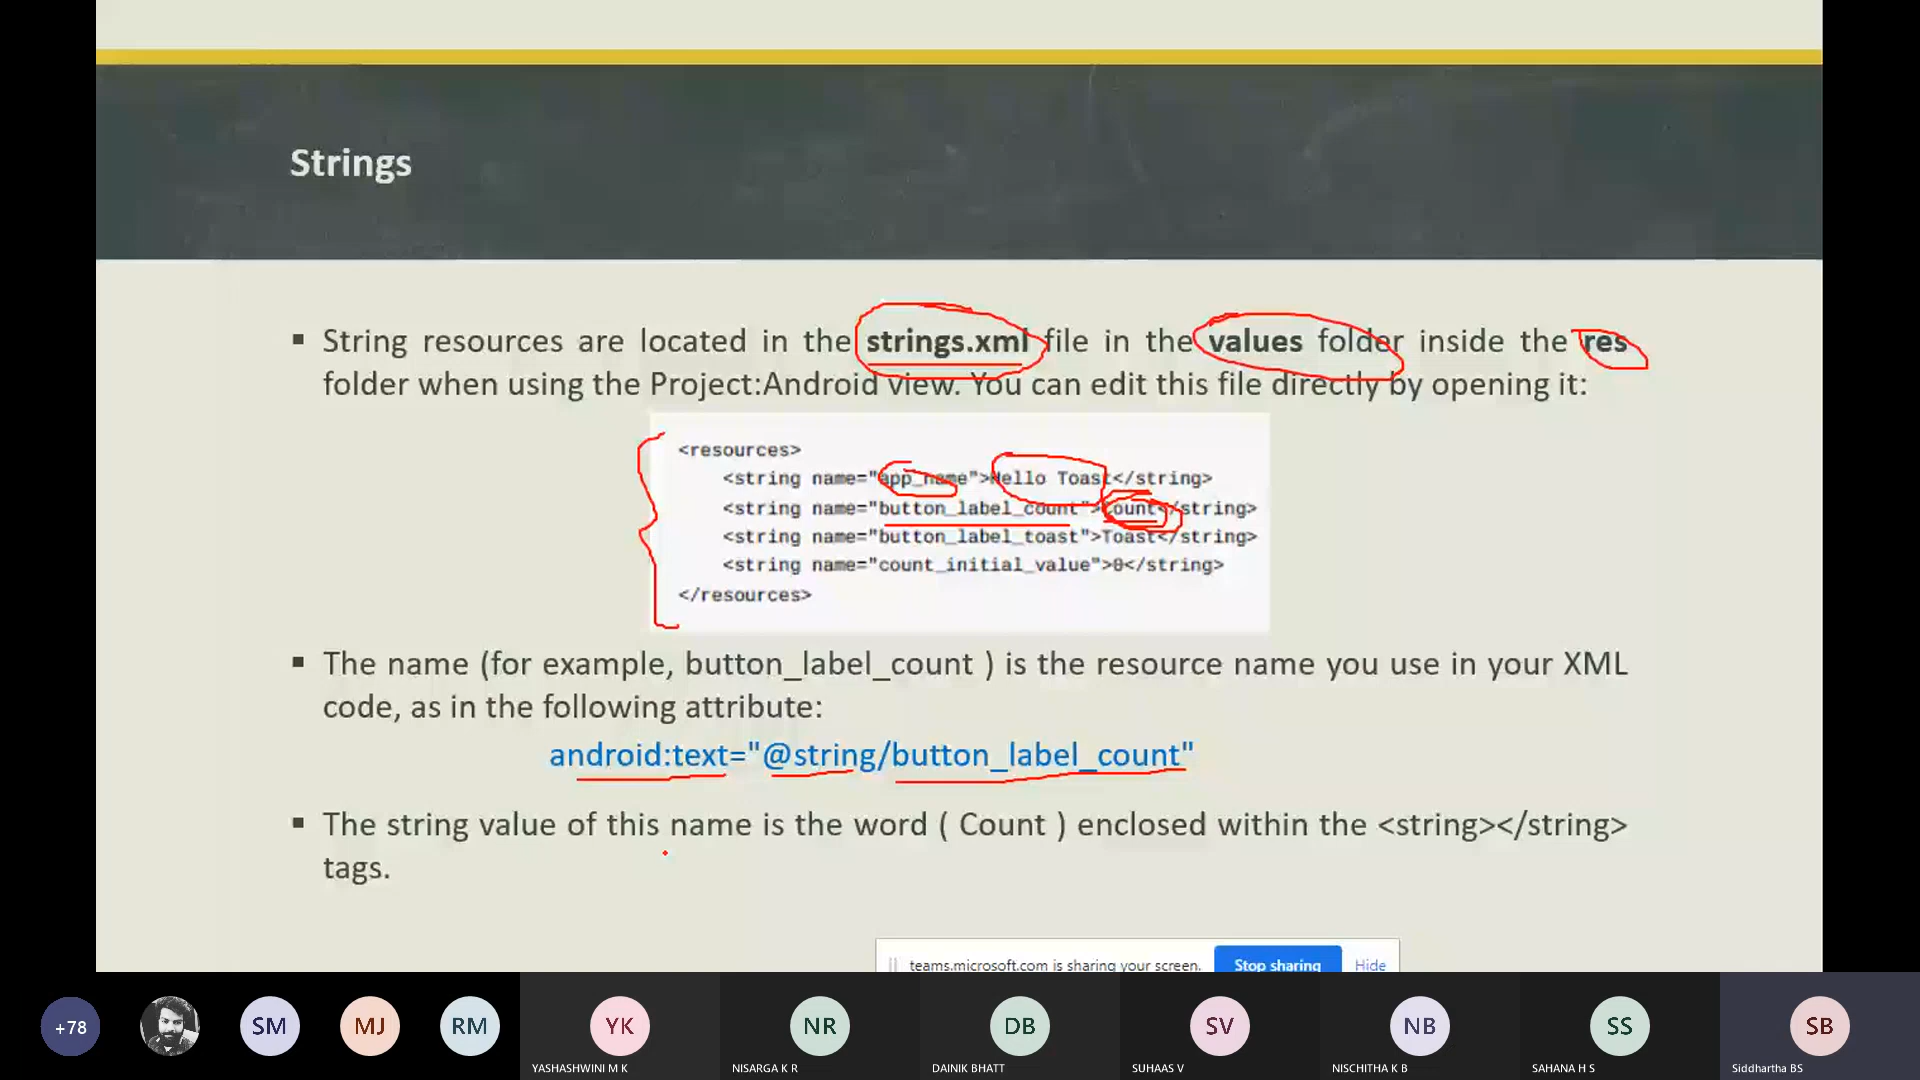 Strings
▪ String resources are located in the strings.xml file in the values folder inside the res
folder when using the Project:Android view. You can edit this file directly by opening it:
<resources>
<string name="app_name">Hello Toast</string>
<string name="button_label_count">Count</string>
<string name="button_label_toast">Toast</string>
<string name="count_initial_value">0</string>
</resources>
▪ The name (for example, button_label_count ) is the resource name you use in your XML
code, as in the following attribute:
android:text="@string/button_label_count"
▪ The string value of this name is the word ( Count ) enclosed within the <string></string>
tags.
teams.microsoft.com is sharing your screen. Stop sharing Hide
+78 SM MJ RM YK NR DB SV NB SS SB
YASHASHWINI M K NISARGA K R DAINIK BHATT SUHAAS V NISCHITHA K B SAHANA H S Siddhartha BS